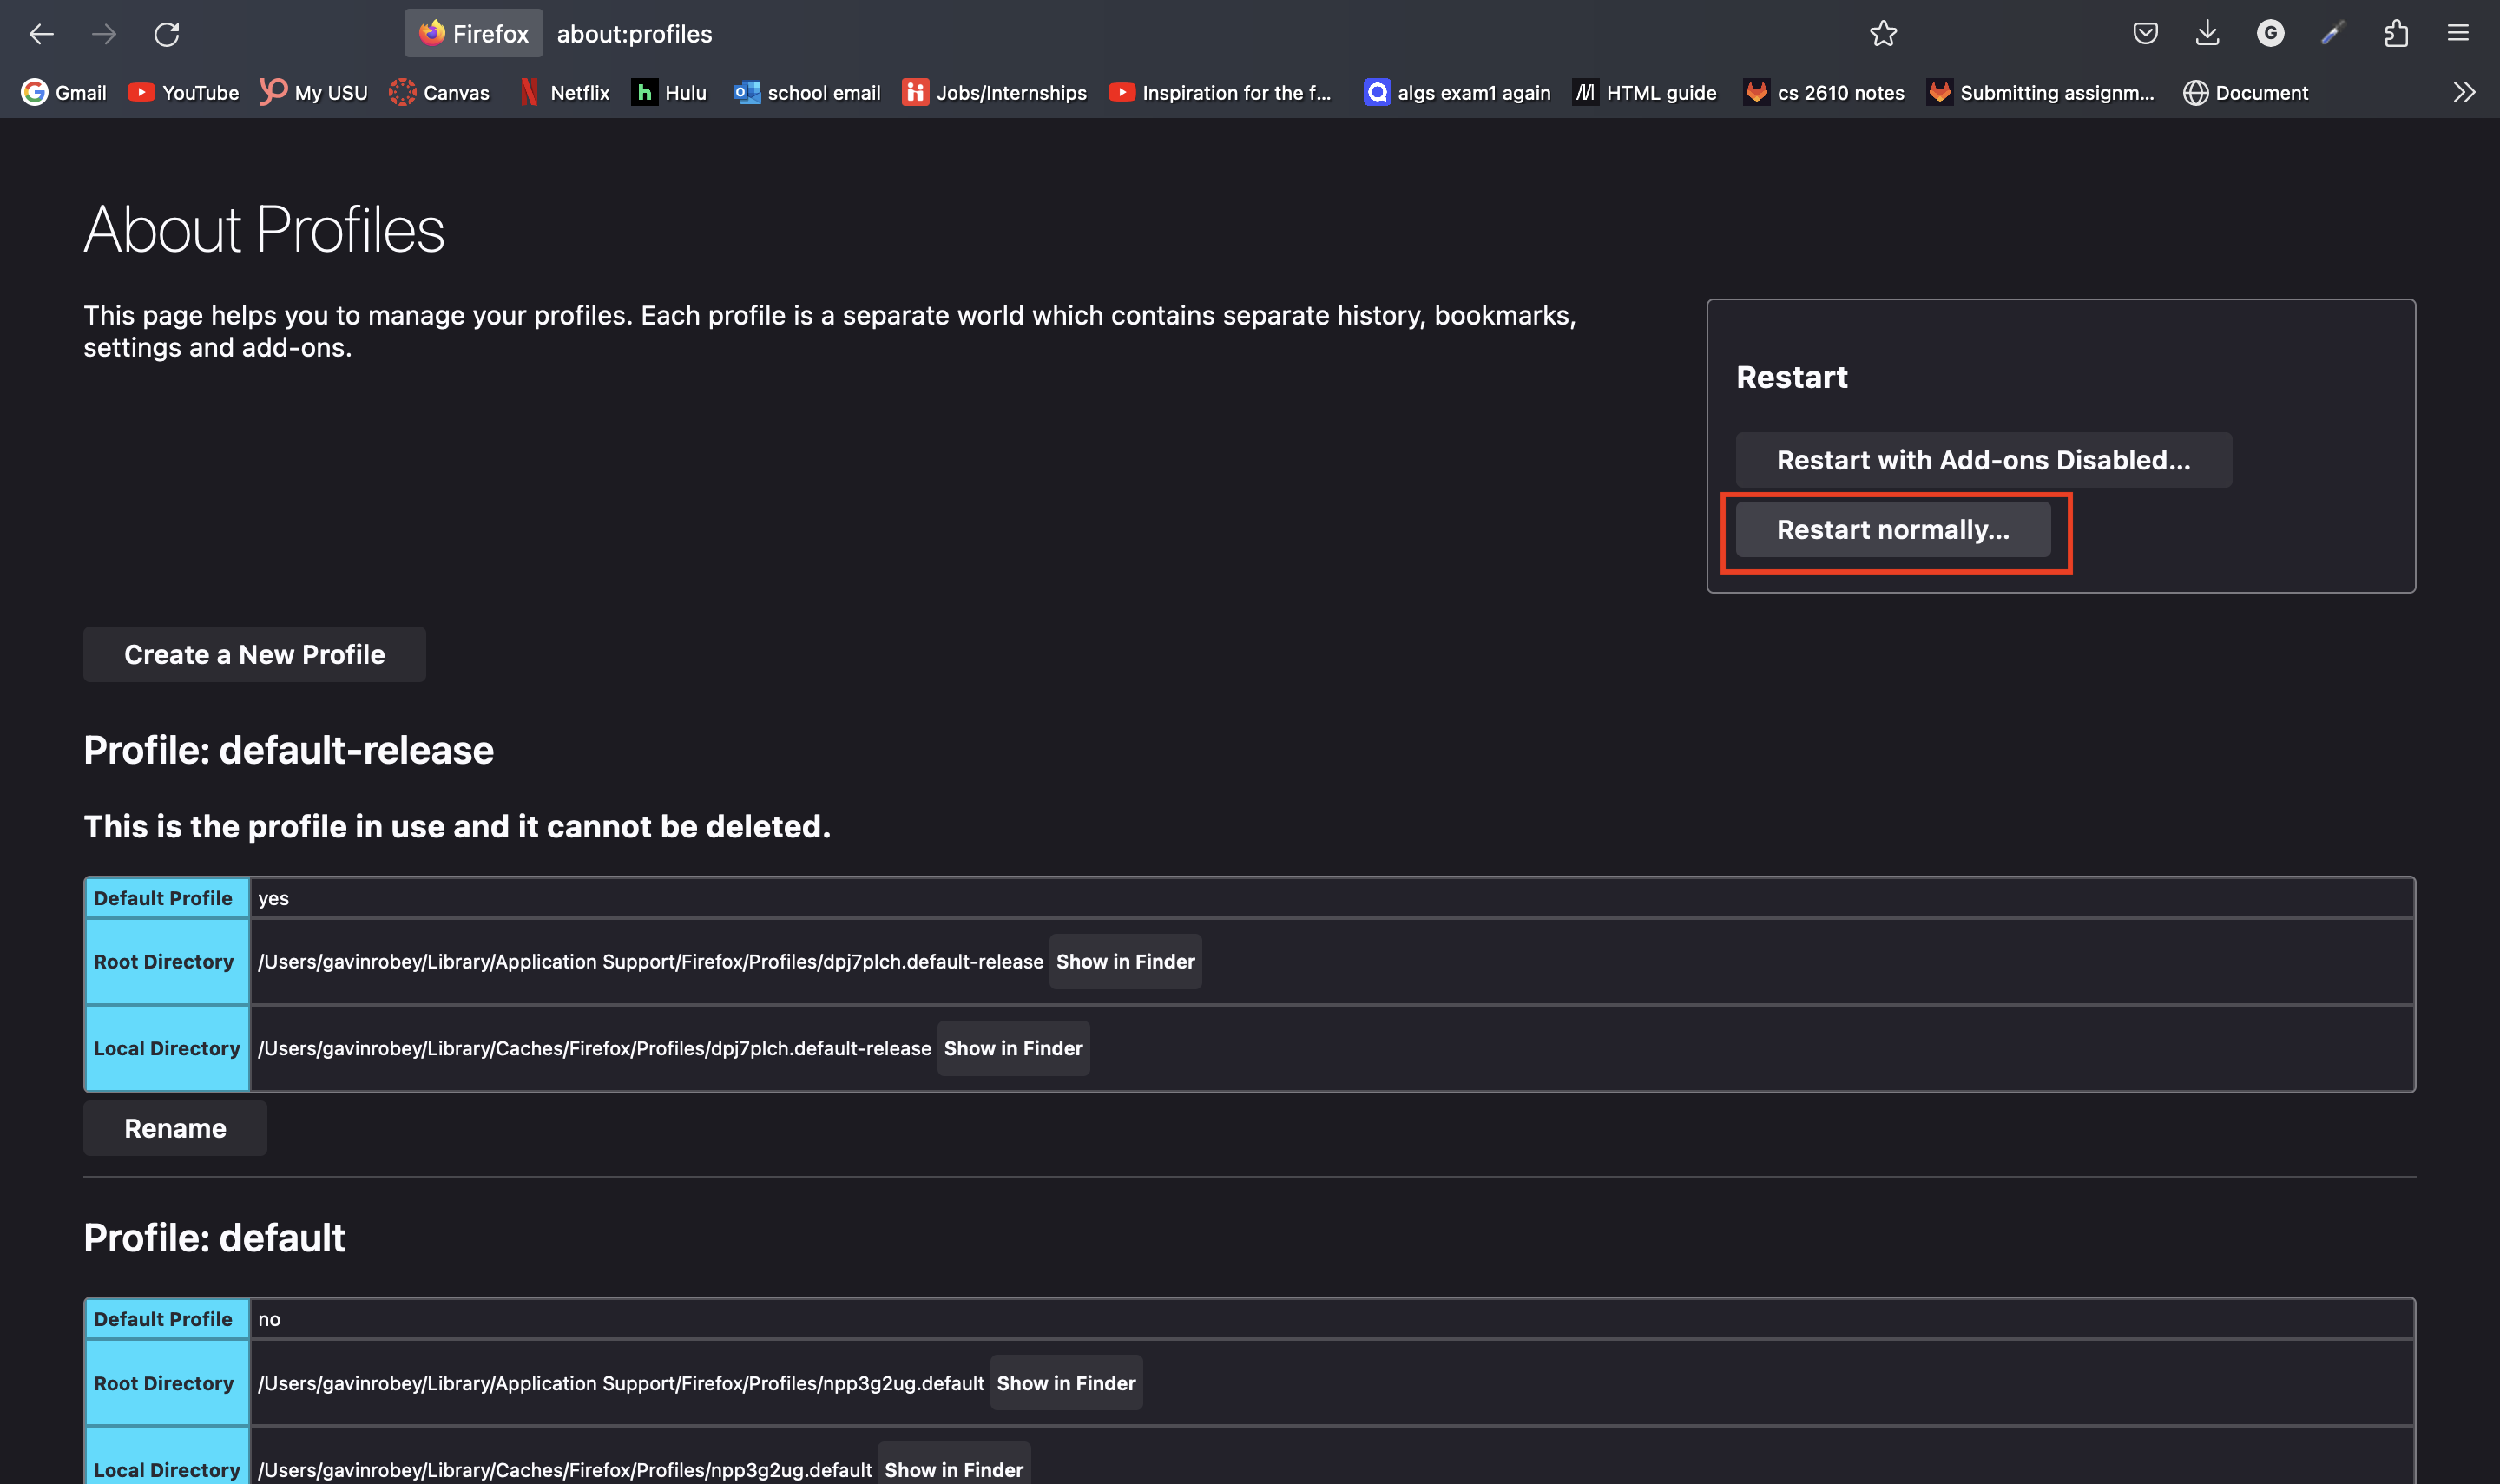 Firefox about:profiles
Gmail YouTube My USU Canvas Netflix Hulu school email Jobs/Internships Inspiration for the f... algs exam1 again HTML guide cs 2610 notes Submitting assignm... Document
About Profiles
This page helps you to manage your profiles. Each profile is a separate world which contains separate history, bookmarks,
settings and add-ons.
Restart
Restart with Add-ons Disabled...
Restart normally...
Create a New Profile
Profile: default-release
This is the profile in use and it cannot be deleted.
Default Profile yes
Root Directory /Users/gavinrobey/Library/Application Support/Firefox/Profiles/dpj7plch.default-release Show in Finder
Local Directory /Users/gavinrobey/Library/Caches/Firefox/Profiles/dpj7plch.default-release Show in Finder
Rename
Profile: default
Default Profile no
Root Directory /Users/gavinrobey/Library/Application Support/Firefox/Profiles/npp3g2ug.default Show in Finder
Local Directory /Users/gavinrobey/Library/Caches/Firefox/Profiles/npp3g2ug.default Show in Finder